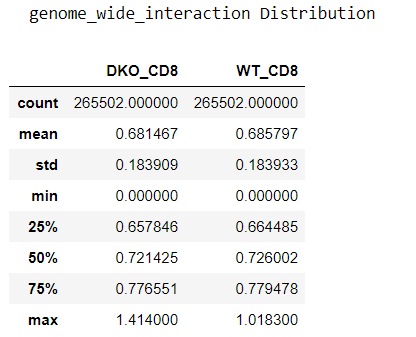 genome_wide_interaction Distribution
DKO_CD8 WT_CD8
count 265502.000000 265502.000000
mean 0.681467 0.685797
std 0.183909 0.183933
min 0.000000 0.000000
25% 0.657846 0.664485
50% 0.721425 0.726002
75% 0.776551 0.779478
max 1.414000 1.018300